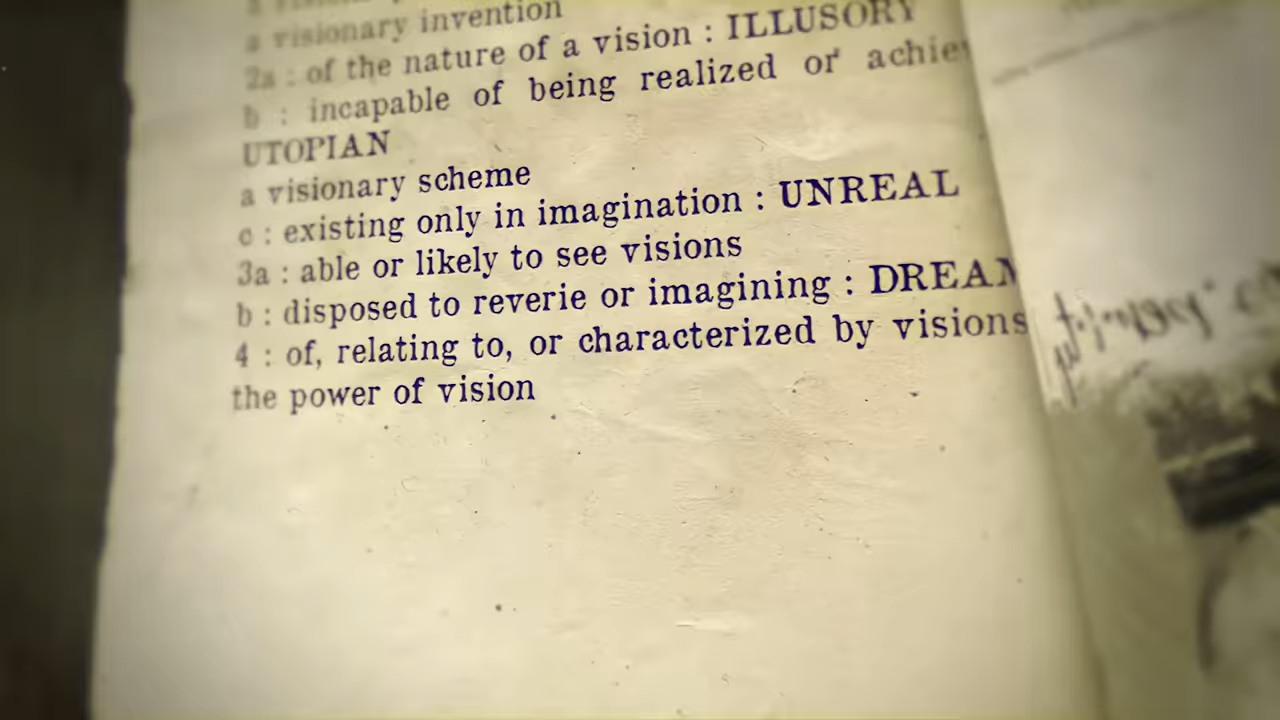 a visionary invention
2a : of the nature of a vision : ILLUSORY
b : incapable of being realized or
UTOPIAN
a visionary scheme
c : existing only in imagination : UNREAL
3a : able or likely to see visions
b : disposed to reverie or imagining :
4 : of, relating to, or characterized by visions
the power of vision